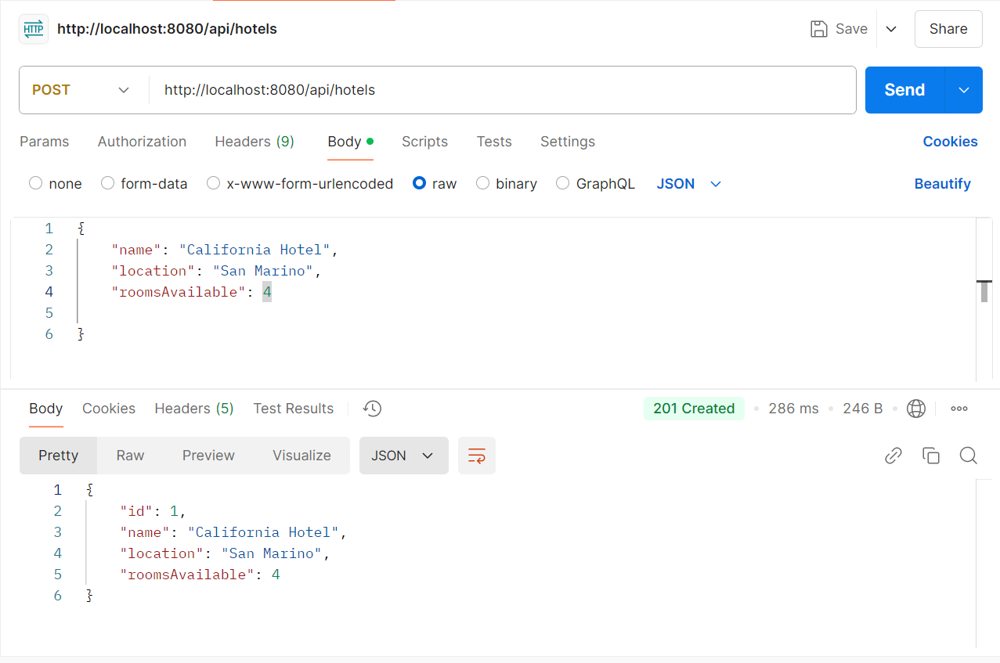 HTTP http://localhost:8080/api/hotels Save Share
POST http://localhost:8080/api/hotels Send
Params Authorization Headers (9) Body Scripts Tests Settings Cookies
none form-data x-www-form-urlencoded raw binary GraphQL JSON Beautify
1 {
2 "name": "California Hotel",
3 "location": "San Marino",
4 "roomsAvailable": 4
5
6 }
Body Cookies Headers (5) Test Results 201 Created • 286 ms • 246 B •
Pretty Raw Preview Visualize JSON
1 {
2 "id": 1,
3 "name": "California Hotel",
4 "location": "San Marino",
5 "roomsAvailable": 4
6 }